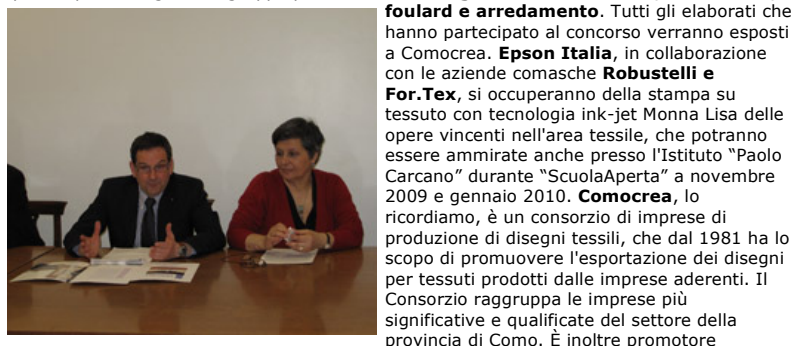 foulard e arredamento. Tutti gli elaborati che
hanno partecipato al concorso verranno esposti
a Comocrea. Epson Italia, in collaborazione
con le aziende comasche Robustelli e
For.Tex, si occuperanno della stampa su
tessuto con tecnologia ink-jet Monna Lisa delle
opere vincenti nell'area tessile, che potranno
essere ammirate anche presso l'Istituto “Paolo
Carcano” durante “ScuolaAperta” a novembre
2009 e gennaio 2010. Comocrea, lo
ricordiamo, è un consorzio di imprese di
produzione di disegni tessili, che dal 1981 ha lo
scopo di promuovere l'esportazione dei disegni
per tessuti prodotti dalle imprese aderenti. Il
Consorzio raggruppa le imprese più
significative e qualificate del settore della
provincia di Como. È inoltre promotore